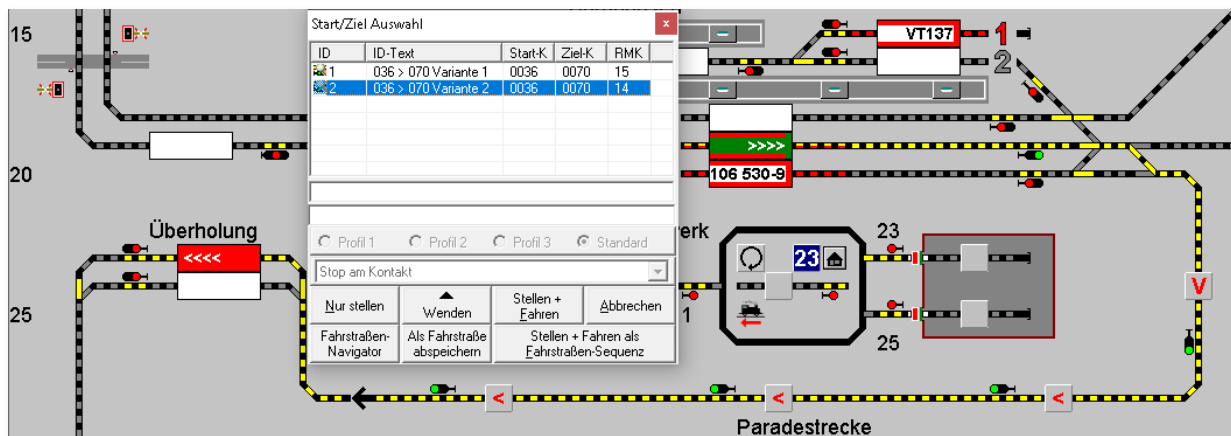 Start/Ziel Auswahl
x
ID ID-Text Start-K Ziel-K RMK
1 036 > 070 Variante 1 0036 0070 15
2 036 > 070 Variante 2 0036 0070 14
Profil 1 Profil 2 Profil 3 Standard
Stop am Kontakt
Nur stellen
Wenden
Stellen +
Fahren
Abbrechen
Fahrstraßen-
Navigator
Als Fahrstraße
abspeichern
Stellen + Fahren als
Fahrstraßen-Sequenz
15
20
25
VT137
1
2
>>>>
106 530-9
Überholung
<<<<
erk
23
23
1
25
V
<
<
<
Paradestrecke